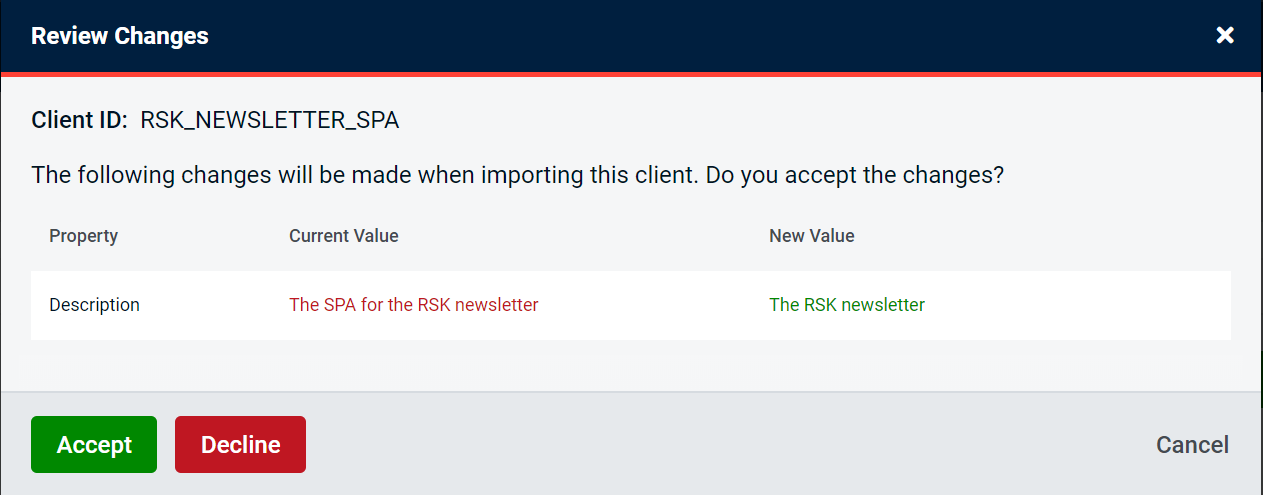 Review Changes
Client ID: RSK_NEWSLETTER_SPA
The following changes will be made when importing this client. Do you accept the changes?
Property Current Value New Value
Description The SPA for the RSK newsletter The RSK newsletter
Accept Decline Cancel